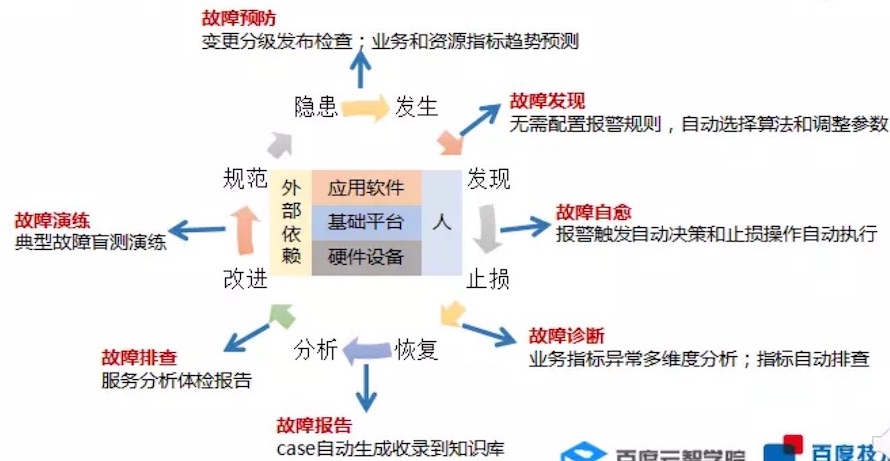 故障预防
变更分级发布检查；业务和资源指标趋势预测
隐患
发生
故障发现
无需配置报警规则，自动选择算法和调整参数
规范
外部依赖
应用软件
基础平台
硬件设备
人
发现
故障演练
典型故障盲测演练
故障自愈
报警触发自动决策和止损操作自动执行
改进
止损
故障诊断
业务指标异常多维度分析；指标自动排查
分析
恢复
故障排查
服务分析体检报告
故障报告
case自动生成收录到知识库
百度云智学院
百度技